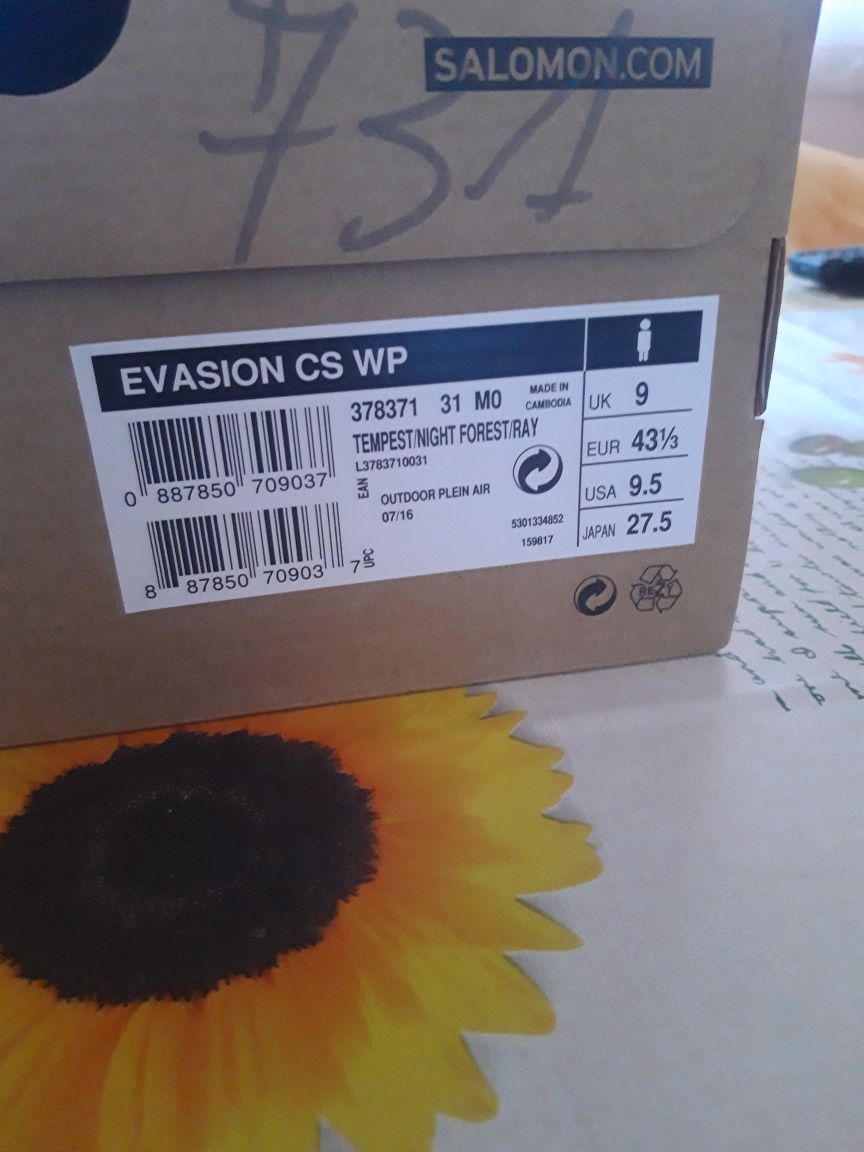 SALOMON.COM
731
EVASION CS WP
378371 31 M0
MADE IN
CAMBODIA
TEMPEST/NIGHT FOREST/RAY
L3783710031
0 887850 709037
EAN
OUTDOOR PLEIN AIR
07/16
5301334852
159817
8 87850 70903 7
UPC
UK 9
EUR 43⅓
USA 9.5
JAPAN 27.5
REZY